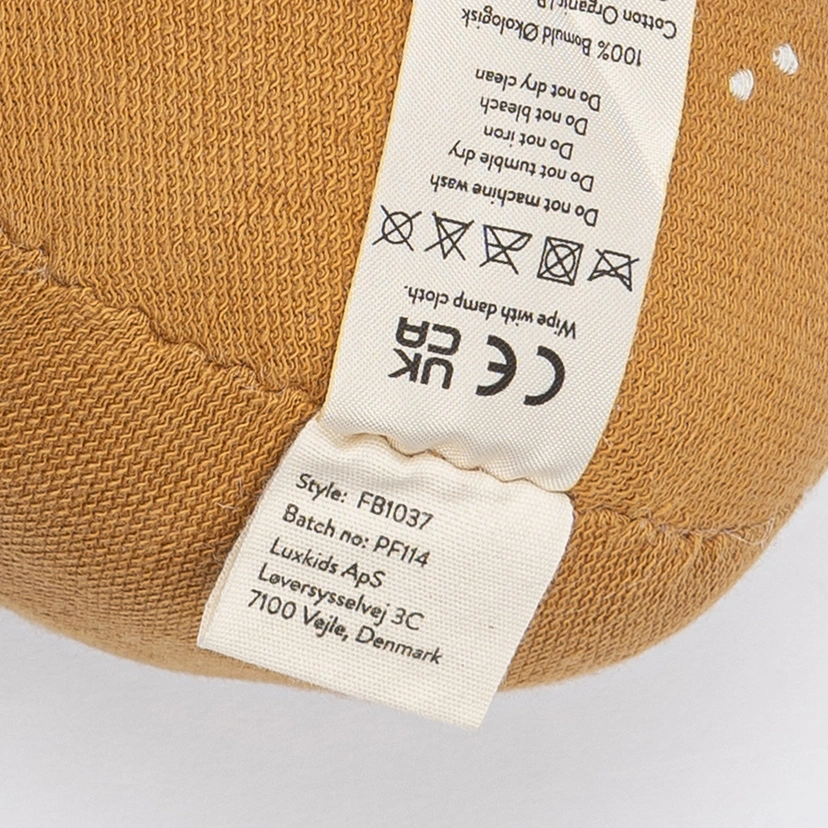 Style: FB1037
Batch no: PF114
Luxkids ApS
Løversysselvej 3C
7100 Vejle, Denmark
CE UK CA
Wipe with damp cloth.
Do not machine wash
Do not tumble dry
Do not iron
Do not bleach
Do not dry clean
100% Bomuld Økologisk
Cotton Organic